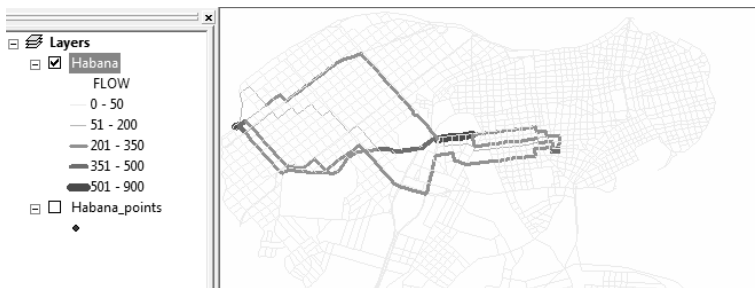 Layers
Habana
FLOW
0 - 50
51 - 200
201 - 350
351 - 500
501 - 900
Habana_points